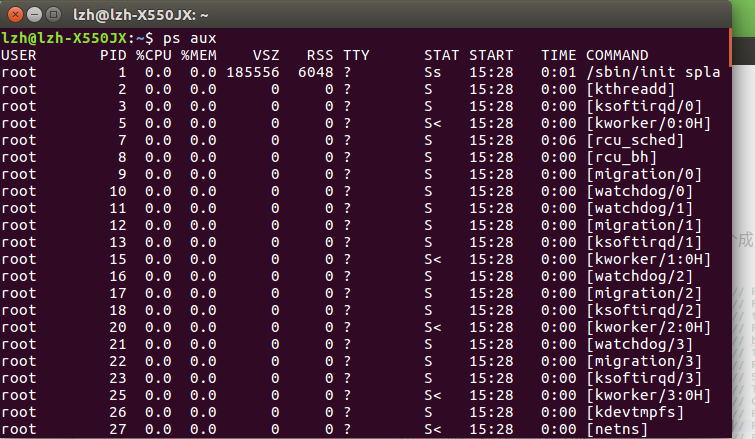 lzh@lzh-X550JX: ~
lzh@lzh-X550JX:~$ ps aux
USER PID %CPU %MEM VSZ RSS TTY STAT START TIME COMMAND
root 1 0.0 0.0 185556 6048 ? Ss 15:28 0:01 /sbin/init spla
root 2 0.0 0.0 0 0 ? S 15:28 0:00 [kthreadd]
root 3 0.0 0.0 0 0 ? S 15:28 0:00 [ksoftirqd/0]
root 5 0.0 0.0 0 0 ? S< 15:28 0:00 [kworker/0:0H]
root 7 0.0 0.0 0 0 ? S 15:28 0:06 [rcu_sched]
root 8 0.0 0.0 0 0 ? S 15:28 0:00 [rcu_bh]
root 9 0.0 0.0 0 0 ? S 15:28 0:00 [migration/0]
root 10 0.0 0.0 0 0 ? S 15:28 0:00 [watchdog/0]
root 11 0.0 0.0 0 0 ? S 15:28 0:00 [watchdog/1]
root 12 0.0 0.0 0 0 ? S 15:28 0:00 [migration/1]
root 13 0.0 0.0 0 0 ? S 15:28 0:00 [ksoftirqd/1]
root 15 0.0 0.0 0 0 ? S< 15:28 0:00 [kworker/1:0H]
root 16 0.0 0.0 0 0 ? S 15:28 0:00 [watchdog/2]
root 17 0.0 0.0 0 0 ? S 15:28 0:00 [migration/2]
root 18 0.0 0.0 0 0 ? S 15:28 0:00 [ksoftirqd/2]
root 20 0.0 0.0 0 0 ? S< 15:28 0:00 [kworker/2:0H]
root 21 0.0 0.0 0 0 ? S 15:28 0:00 [watchdog/3]
root 22 0.0 0.0 0 0 ? S 15:28 0:00 [migration/3]
root 23 0.0 0.0 0 0 ? S 15:28 0:00 [ksoftirqd/3]
root 25 0.0 0.0 0 0 ? S< 15:28 0:00 [kworker/3:0H]
root 26 0.0 0.0 0 0 ? S 15:28 0:00 [kdevtmpfs]
root 27 0.0 0.0 0 0 ? S< 15:28 0:00 [netns]
成